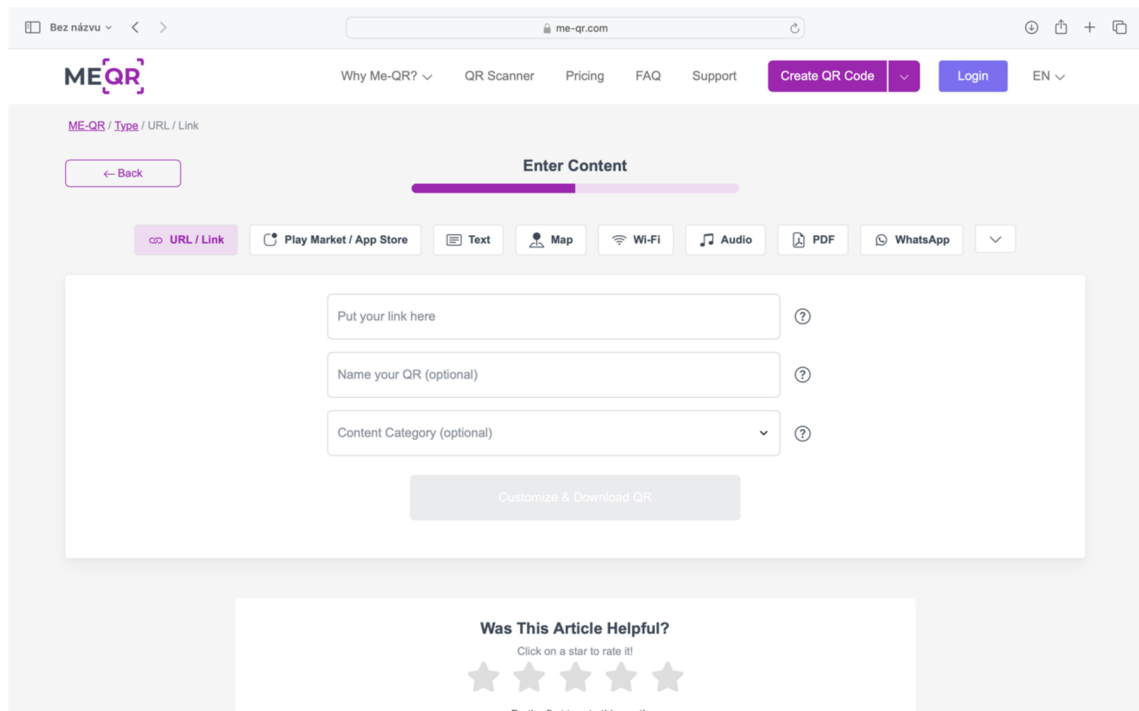 Bez názvu
me-qr.com
MEQR
Why Me-QR? QR Scanner Pricing FAQ Support Create QR Code Login EN
ME-QR / Type / URL / Link
← Back
Enter Content
URL / Link Play Market / App Store Text Map Wi-Fi Audio PDF WhatsApp
Put your link here ?
Name your QR (optional) ?
Content Category (optional) ?
Customize & Download QR
Was This Article Helpful?
Click on a star to rate it!